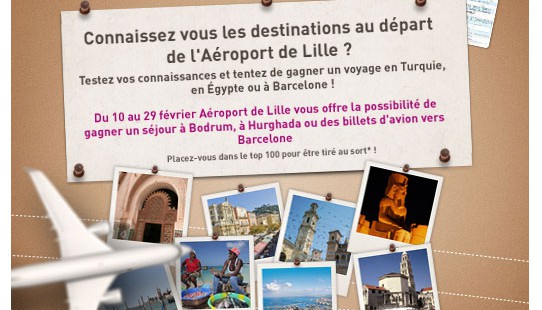 Connaissez vous les destinations au départ
de l'Aéroport de Lille ?
Testez vos connaissances et tentez de gagner un voyage en Turquie,
en Égypte ou à Barcelone !
Du 10 au 29 février Aéroport de Lille vous offre la possibilité de
gagner un séjour à Bodrum, à Hurghada ou des billets d'avion vers
Barcelone
Placez-vous dans le top 100 pour être tiré au sort* !